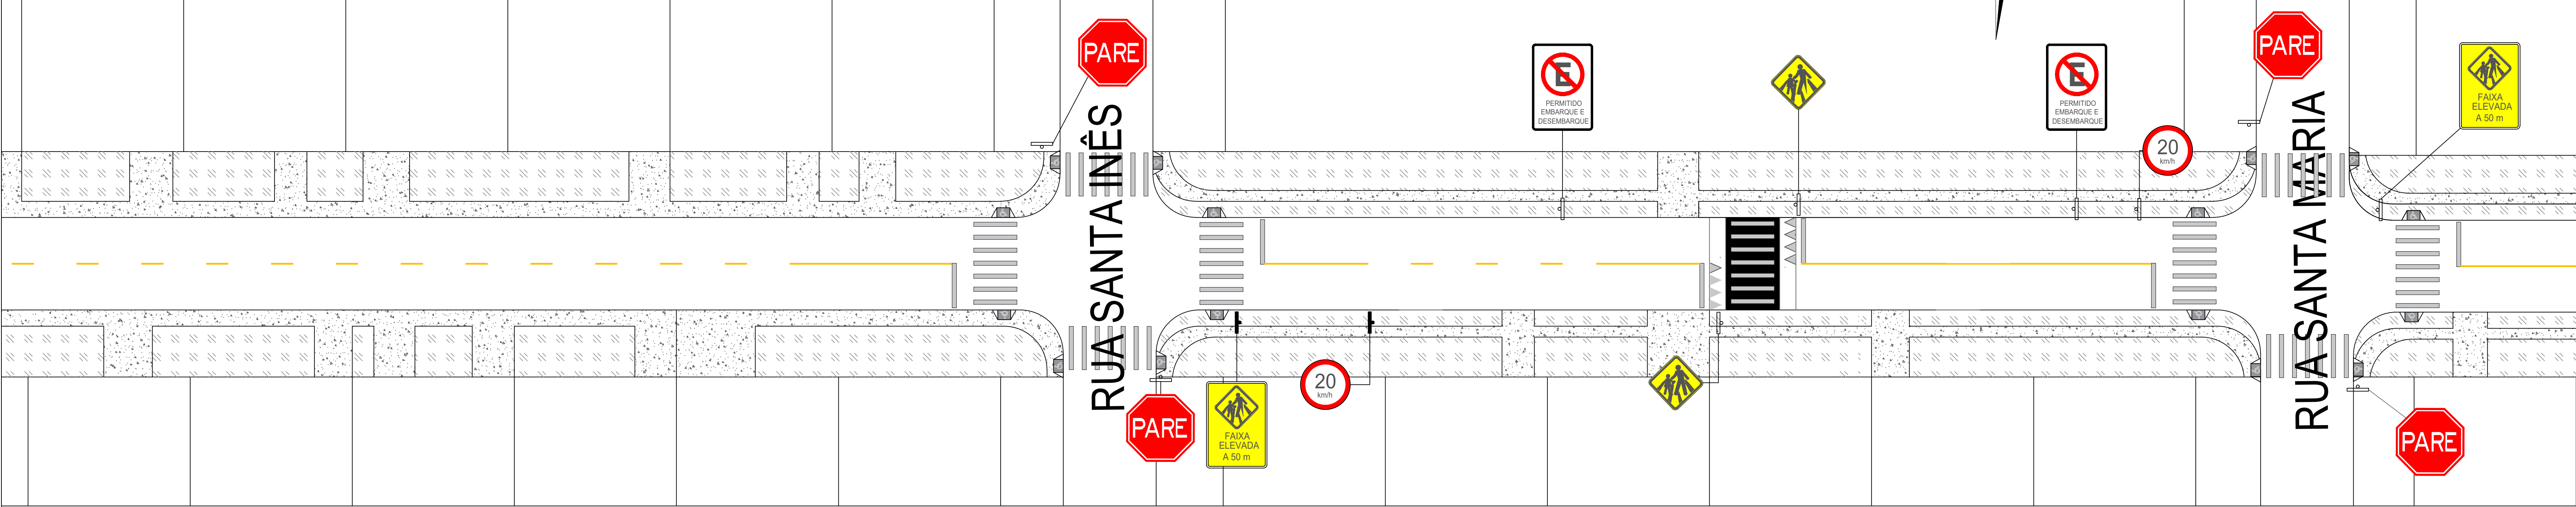 PARE
RUA SANTA INÊS
PARE
FAIXA
ELEVADA
A 50 m
20
km/h
E
PERMITIDO
EMBARQUE E
DESEMBARQUE
E
PERMITIDO
EMBARQUE E
DESEMBARQUE
20
km/h
PARE
RUA SANTA MARIA
FAIXA
ELEVADA
A 50 m
PARE